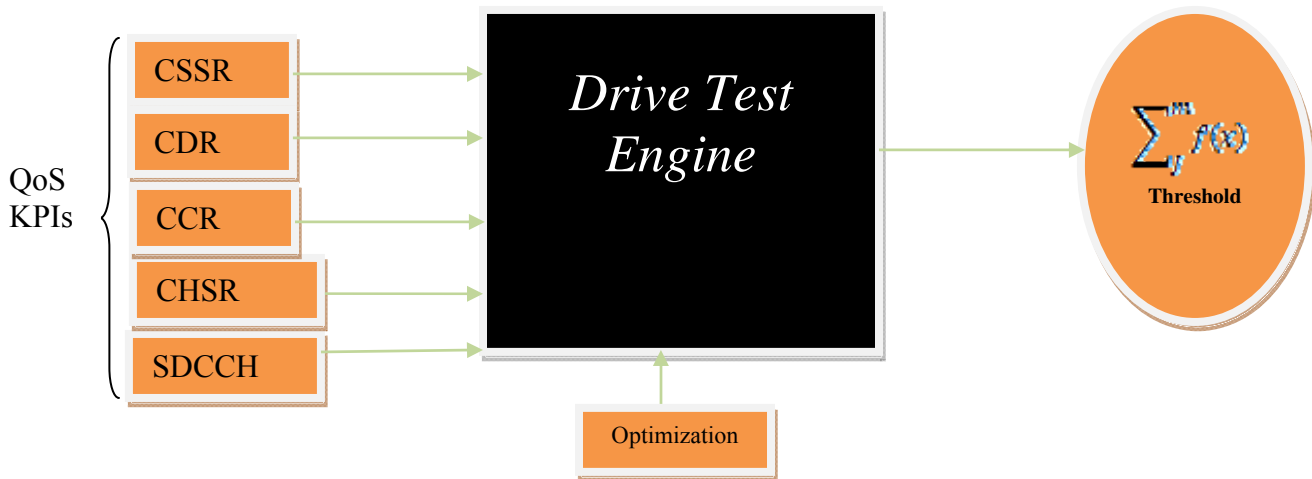 QoS
KPIs
CSSR
CDR
CCR
CHSR
SDCCH
Drive Test
Engine
Optimization
f(x)
Threshold